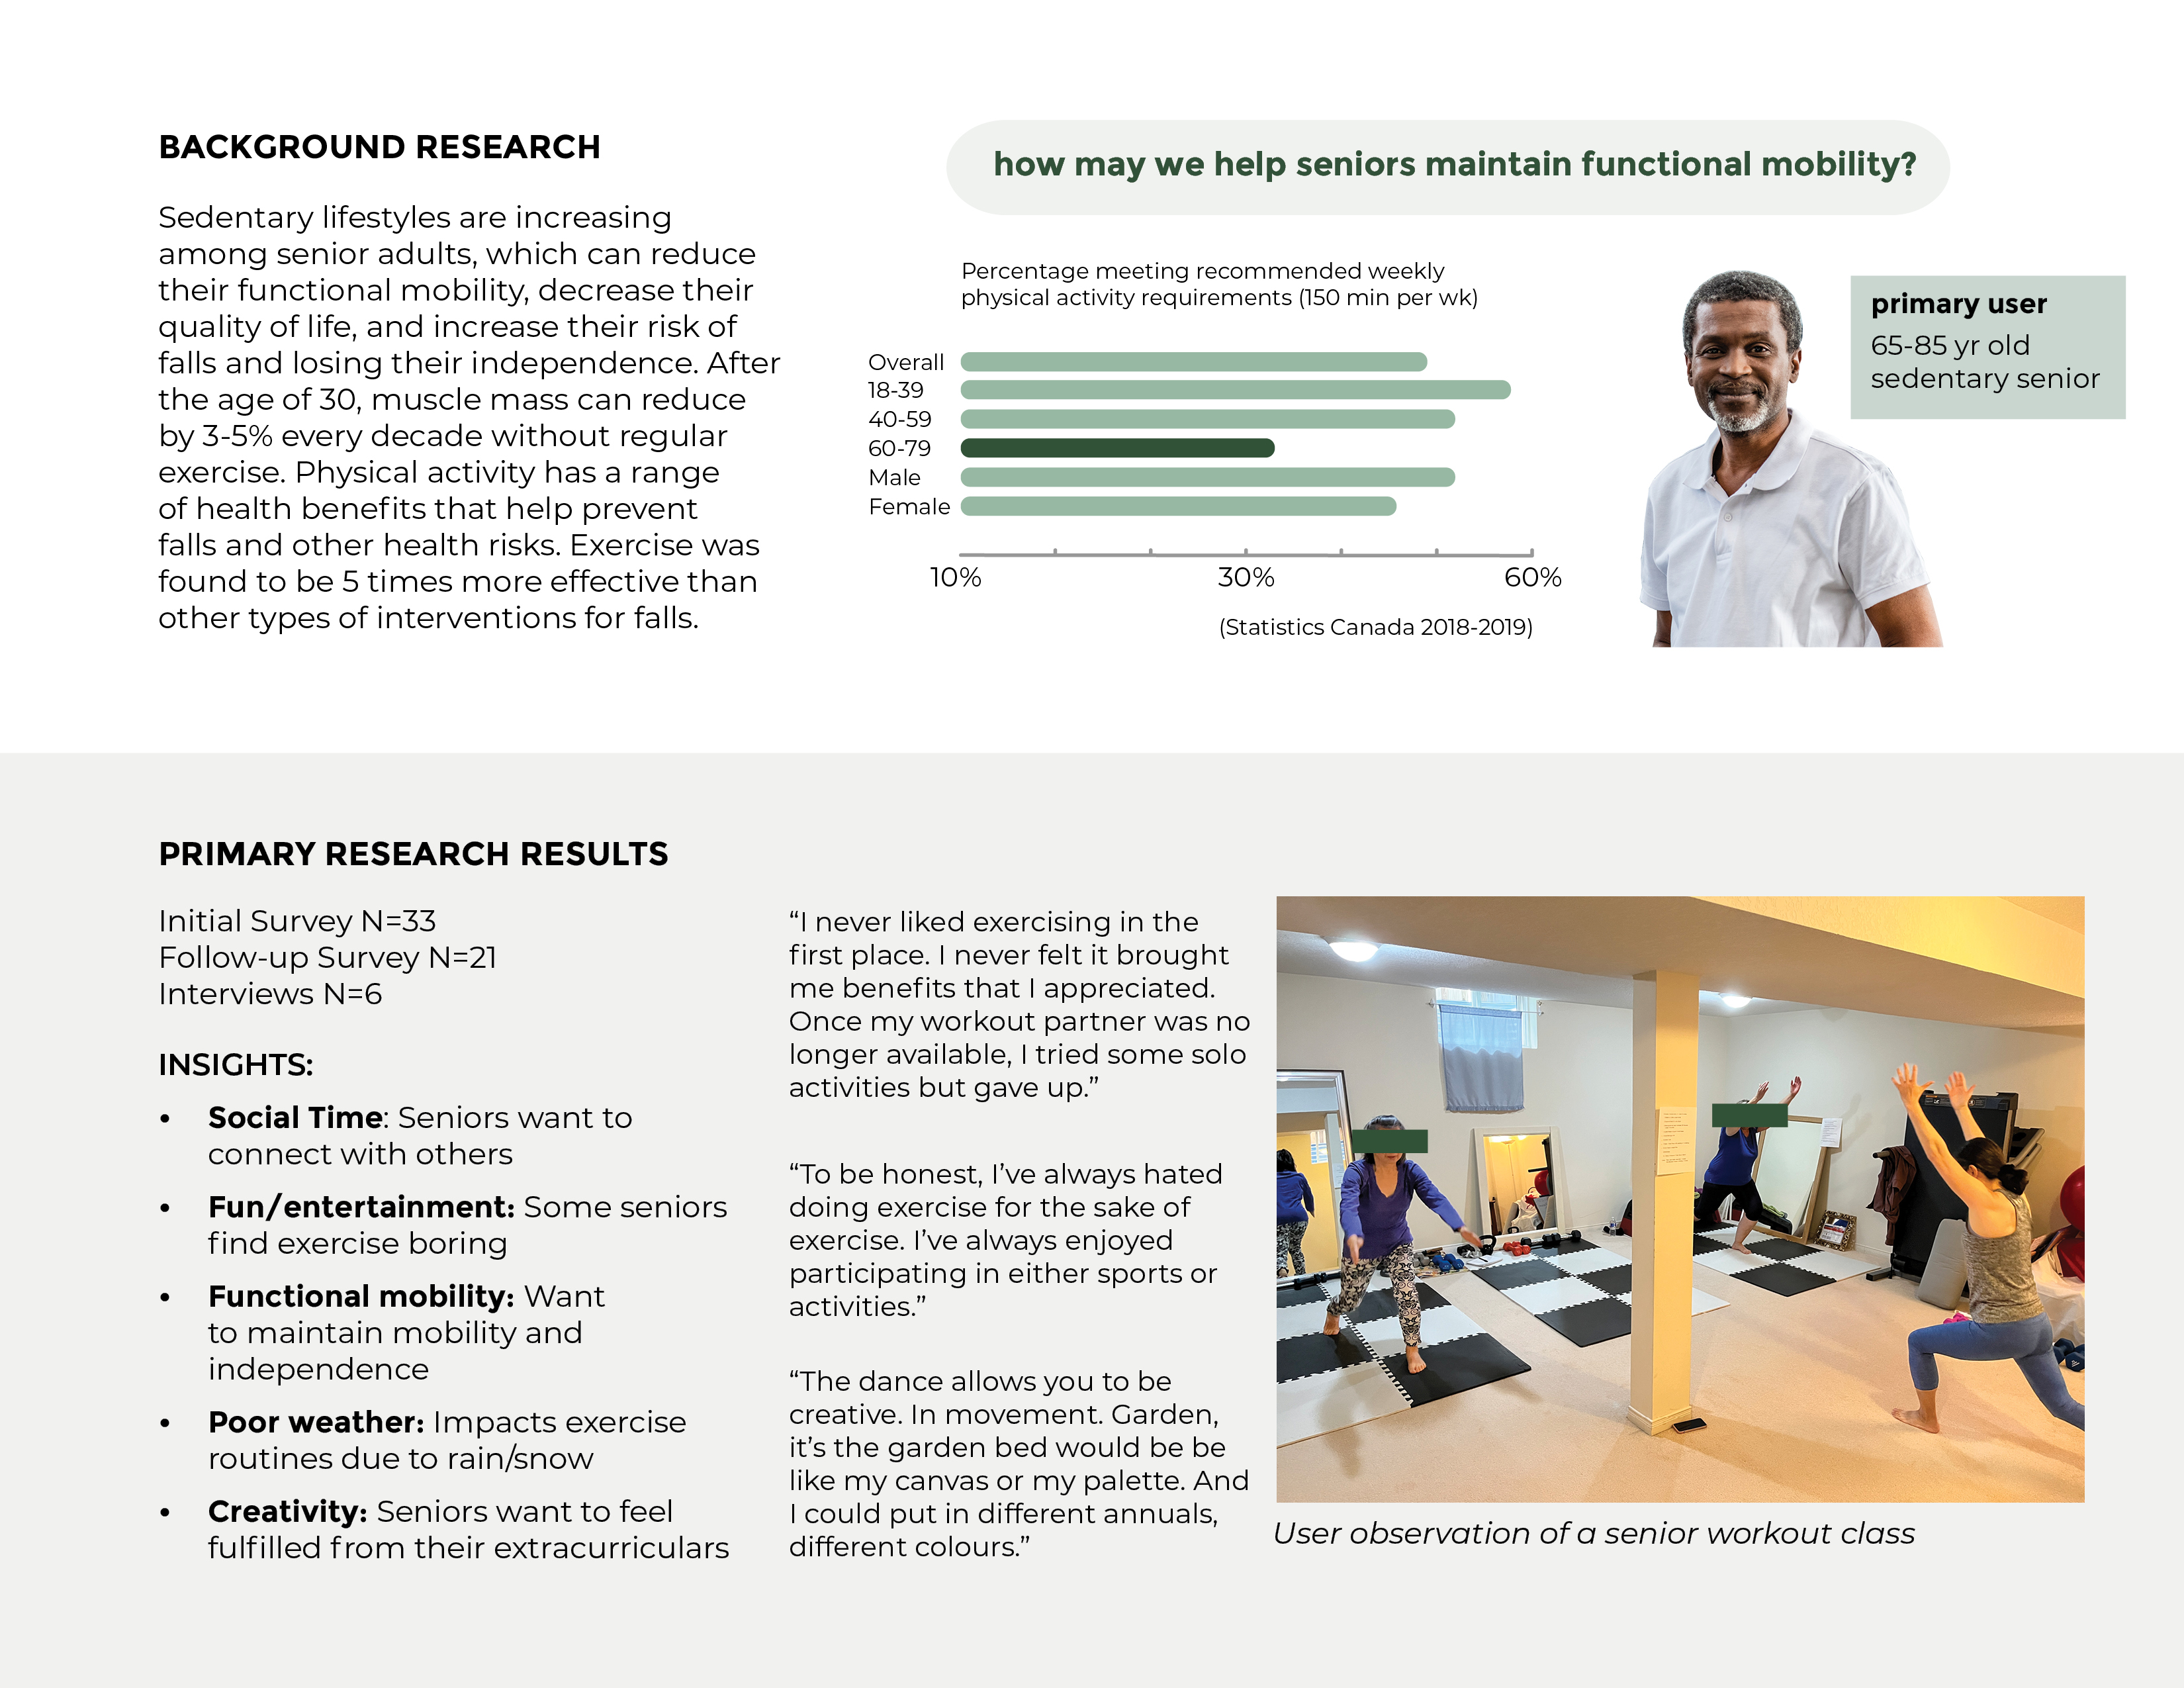 BACKGROUND RESEARCH
Sedentary lifestyles are increasing
among senior adults, which can reduce
their functional mobility, decrease their
quality of life, and increase their risk of
falls and losing their independence. After
the age of 30, muscle mass can reduce
by 3-5% every decade without regular
exercise. Physical activity has a range
of health benefits that help prevent
falls and other health risks. Exercise was
found to be 5 times more effective than
other types of interventions for falls.
how may we help seniors maintain functional mobility?
Percentage meeting recommended weekly
physical activity requirements (150 min per wk)
Overall
18-39
40-59
60-79
Male
Female
10% 30% 60%
(Statistics Canada 2018-2019)
primary user
65-85 yr old
sedentary senior
PRIMARY RESEARCH RESULTS
Initial Survey N=33
Follow-up Survey N=21
Interviews N=6
INSIGHTS:
• Social Time: Seniors want to
connect with others
• Fun/entertainment: Some seniors
find exercise boring
• Functional mobility: Want
to maintain mobility and
independence
• Poor weather: Impacts exercise
routines due to rain/snow
• Creativity: Seniors want to feel
fulfilled from their extracurriculars
“I never liked exercising in the
first place. I never felt it brought
me benefits that I appreciated.
Once my workout partner was no
longer available, I tried some solo
activities but gave up.”
“To be honest, I’ve always hated
doing exercise for the sake of
exercise. I’ve always enjoyed
participating in either sports or
activities.”
“The dance allows you to be
creative. In movement. Garden,
it’s the garden bed would be be
like my canvas or my palette. And
I could put in different annuals,
different colours.”
User observation of a senior workout class